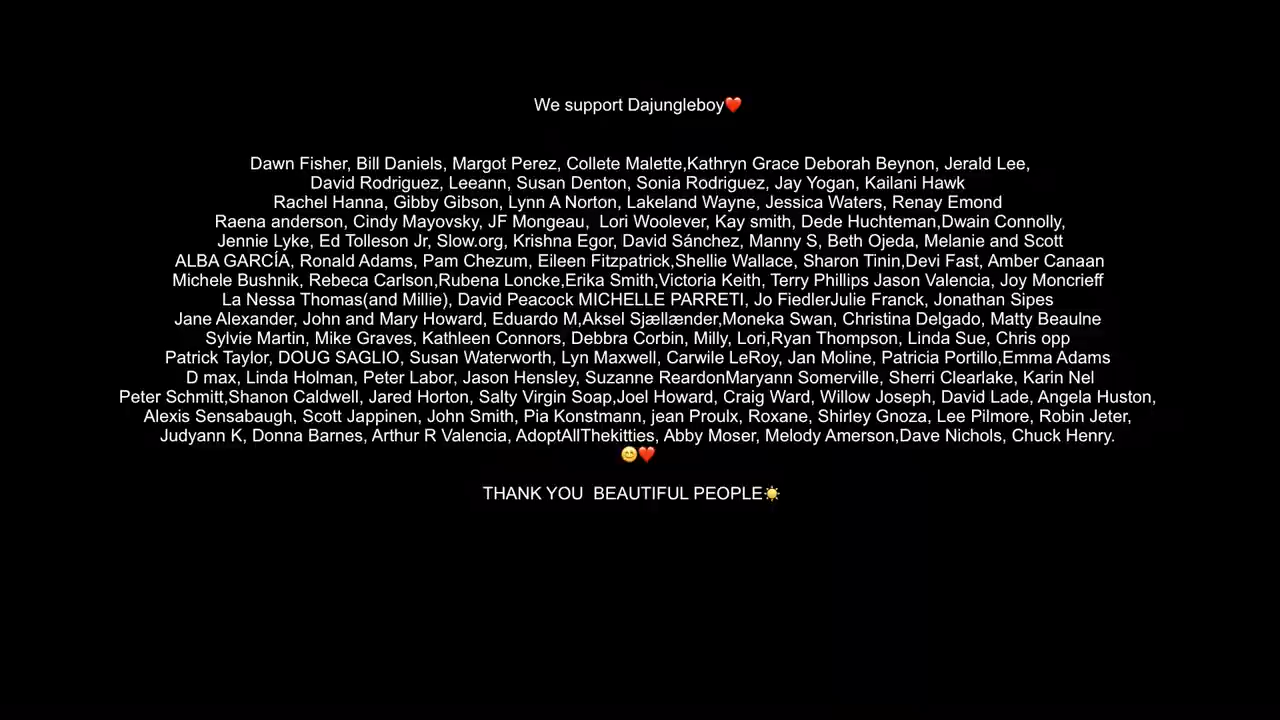 We support Dajungleboy❤️
Dawn Fisher, Bill Daniels, Margot Perez, Collete Malette,Kathryn Grace Deborah Beynon, Jerald Lee,
David Rodriguez, Leeann, Susan Denton, Sonia Rodriguez, Jay Yogan, Kailani Hawk
Rachel Hanna, Gibby Gibson, Lynn A Norton, Lakeland Wayne, Jessica Waters, Renay Emond
Raena anderson, Cindy Mayovsky, JF Mongeau,  Lori Woolever, Kay smith, Dede Huchteman,Dwain Connolly,
Jennie Lyke, Ed Tolleson Jr, Slow.org, Krishna Egor, David Sánchez, Manny S, Beth Ojeda, Melanie and Scott
ALBA GARCÍA, Ronald Adams, Pam Chezum, Eileen Fitzpatrick,Shellie Wallace, Sharon Tinin,Devi Fast, Amber Canaan
Michele Bushnik, Rebeca Carlson,Rubena Loncke,Erika Smith,Victoria Keith, Terry Phillips Jason Valencia, Joy Moncrieff
La Nessa Thomas(and Millie), David Peacock MICHELLE PARRETI, Jo FiedlerJulie Franck, Jonathan Sipes
Jane Alexander, John and Mary Howard, Eduardo M,Aksel Sjællænder,Moneka Swan, Christina Delgado, Matty Beaulne
Sylvie Martin, Mike Graves, Kathleen Connors, Debbra Corbin, Milly, Lori,Ryan Thompson, Linda Sue, Chris opp
Patrick Taylor, DOUG SAGLIO, Susan Waterworth, Lyn Maxwell, Carwile LeRoy, Jan Moline, Patricia Portillo,Emma Adams
D max, Linda Holman, Peter Labor, Jason Hensley, Suzanne ReardonMaryann Somerville, Sherri Clearlake, Karin Nel
Peter Schmitt,Shanon Caldwell, Jared Horton, Salty Virgin Soap,Joel Howard, Craig Ward, Willow Joseph, David Lade, Angela Huston,
Alexis Sensabaugh, Scott Jappinen, John Smith, Pia Konstmann, jean Proulx, Roxane, Shirley Gnoza, Lee Pilmore, Robin Jeter,
Judyann K, Donna Barnes, Arthur R Valencia, AdoptAllThekitties, Abby Moser, Melody Amerson,Dave Nichols, Chuck Henry.
😊❤️
THANK YOU  BEAUTIFUL PEOPLE☀️